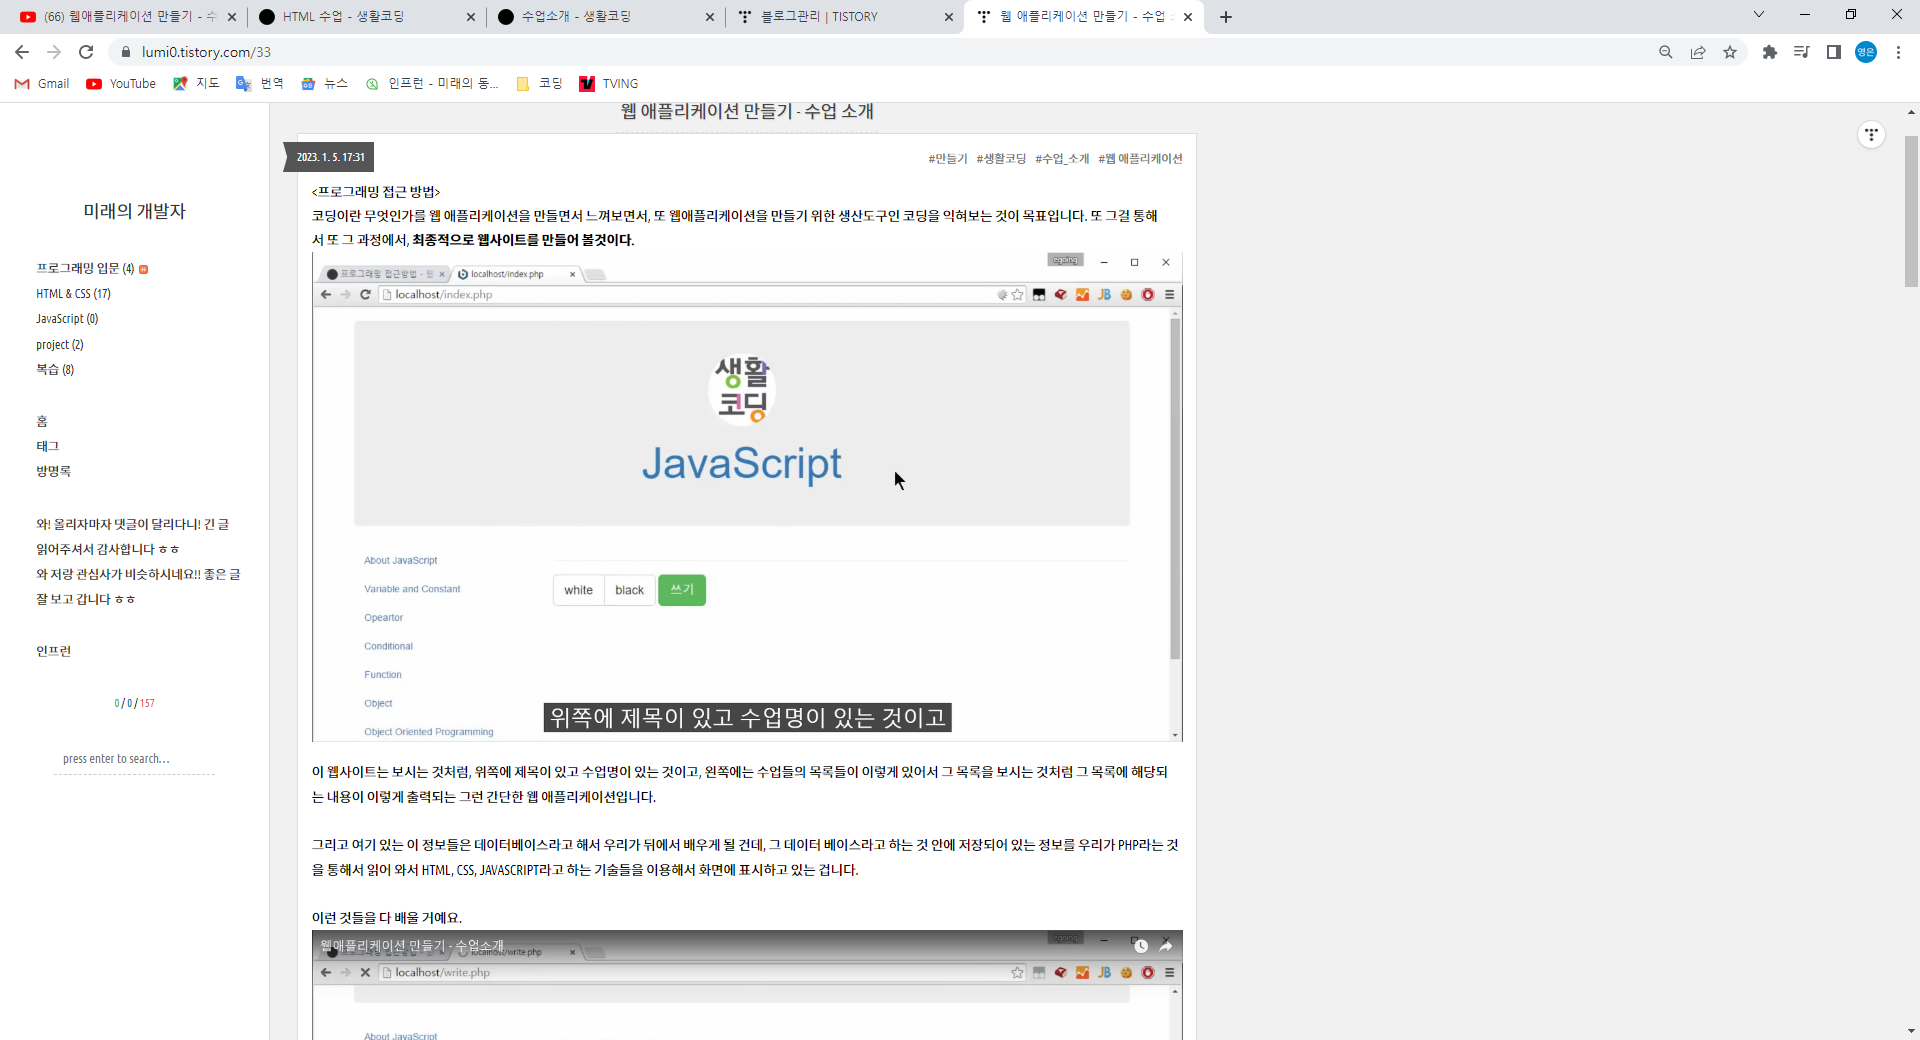 (66) 웹애플리케이션 만들기 - 수
HTML 수업 - 생활코딩
수업소개 - 생활코딩
블로그관리 | TISTORY
웹 애플리케이션 만들기 - 수업
lumi0.tistory.com/33
영은
Gmail
YouTube
지도
번역
뉴스
인프런 - 미래의 동...
코딩
TVING
미래의 개발자
프로그래밍 입문 (4)
HTML & CSS (17)
JavaScript (0)
project (2)
복습 (8)
홈
태그
방명록
와! 올리자마자 댓글이 달리다니! 긴 글
읽어주셔서 감사합니다 ㅎㅎ
와 저랑 관심사가 비슷하시네요!! 좋은 글
잘 보고 갑니다 ㅎㅎ
인프런
0 / 0 / 157
press enter to search...
웹 애플리케이션 만들기 - 수업 소개
2023. 1. 5. 17:31
#만들기 #생활코딩 #수업_소개 #웹 애플리케이션
<프로그래밍 접근 방법>
코딩이란 무엇인가를 웹 애플리케이션을 만들면서 느껴보면서, 또 웹애플리케이션을 만들기 위한 생산도구인 코딩을 익혀보는 것이 목표입니다. 또 그걸 통해
서 또 그 과정에서, 최종적으로 웹사이트를 만들어 볼것이다.
egoing
프로그래밍 접근방법 - 원
localhost/index.php
localhost/index.php
JB
생활
코딩
JavaScript
About JavaScript
Variable and Constant
Opeartor
Conditional
Function
Object
Object Oriented Programming
white
black
쓰기
위쪽에 제목이 있고 수업명이 있는 것이고
이 웹사이트는 보시는 것처럼, 위쪽에 제목이 있고 수업명이 있는 것이고, 왼쪽에는 수업들의 목록들이 이렇게 있어서 그 목록을 보시는 것처럼 그 목록에 해당되
는 내용이 이렇게 출력되는 그런 간단한 웹 애플리케이션입니다.
그리고 여기 있는 이 정보들은 데이터베이스라고 해서 우리가 뒤에서 배우게 될 건데, 그 데이터 베이스라고 하는 것 안에 저장되어 있는 정보를 우리가 PHP라는 것
을 통해서 읽어 와서 HTML, CSS, JAVASCRIPT라고 하는 기술들을 이용해서 화면에 표시하고 있는 겁니다.
이런 것들을 다 배울 거예요.
웹애플리케이션 만들기 - 수업소개
egoing
localhost/write.php
localhost/write.php
JB
About JavaScript